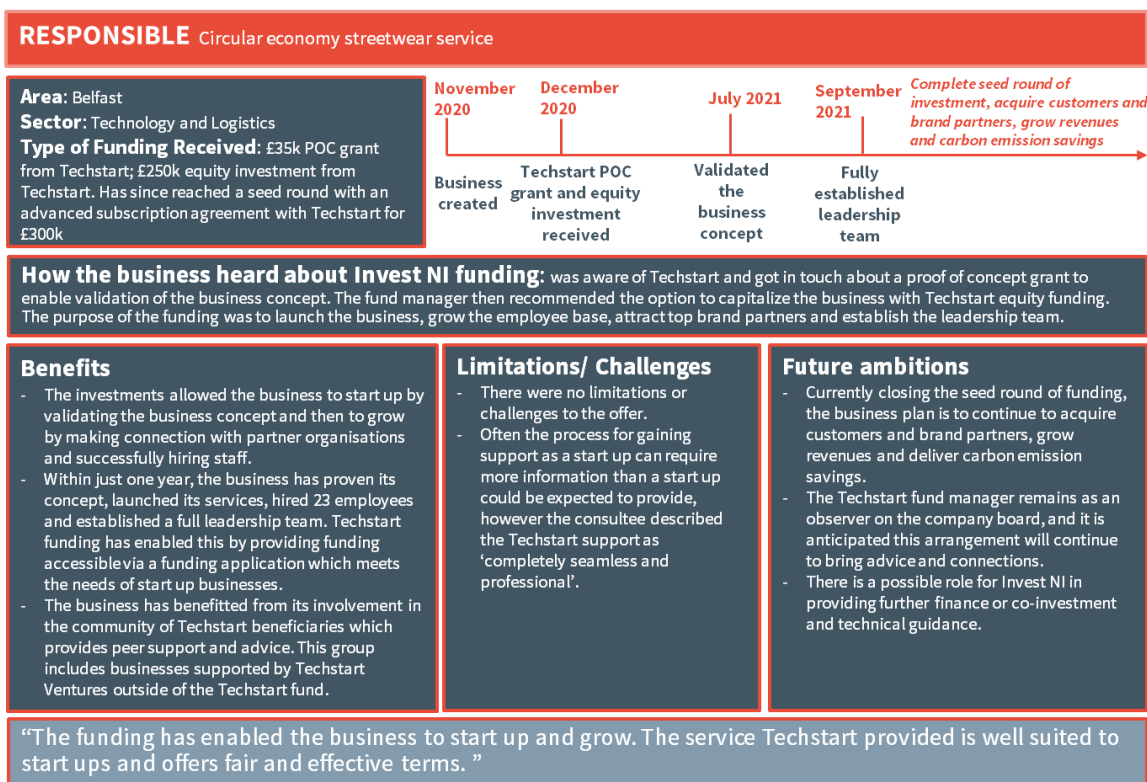 RESPONSIBLE Circular economy streetwear service
Area: Belfast
Sector: Technology and Logistics
Type of Funding Received: £35k POC grant
from Techstart; £250k equity investment from
Techstart. Has since reached a seed round with an
advanced subscription agreement with Techstart for
£300k
November
2020
Business
created
December
2020
Techstart POC
grant and equity
investment
received
July 2021
Validated
the
business
concept
September
2021
Fully
established
leadership
team
Complete seed round of
investment, acquire customers and
brand partners, grow revenues
and carbon emission savings
How the business heard about Invest NI funding: was aware of Techstart and got in touch about a proof of concept grant to
enable validation of the business concept. The fund manager then recommended the option to capitalize the business with Techstart equity funding.
The purpose of the funding was to launch the business, grow the employee base, attract top brand partners and establish the leadership team.
Benefits
- The investments allowed the business to start up by
validating the business concept and then to grow
by making connection with partner organisations
and successfully hiring staff.
- Within just one year, the business has proven its
concept, launched its services, hired 23 employees
and established a full leadership team. Techstart
funding has enabled this by providing funding
accessible via a funding application which meets
the needs of start up businesses.
- The business has benefitted from its involvement in
the community of Techstart beneficiaries which
provides peer support and advice. This group
includes businesses supported by Techstart
Ventures outside of the Techstart fund.
Limitations/ Challenges
- There were no limitations or
challenges to the offer.
- Often the process for gaining
support as a start up can require
more information than a start up
could be expected to provide,
however the consultee described
the Techstart support as
‘completely seamless and
professional’.
Future ambitions
- Currently closing the seed round of funding,
the business plan is to continue to acquire
customers and brand partners, grow
revenues and deliver carbon emission
savings.
- The Techstart fund manager remains as an
observer on the company board, and it is
anticipated this arrangement will continue
to bring advice and connections.
- There is a possible role for Invest NI in
providing further finance or co-investment
and technical guidance.
“The funding has enabled the business to start up and grow. The service Techstart provided is well suited to
start ups and offers fair and effective terms. ”